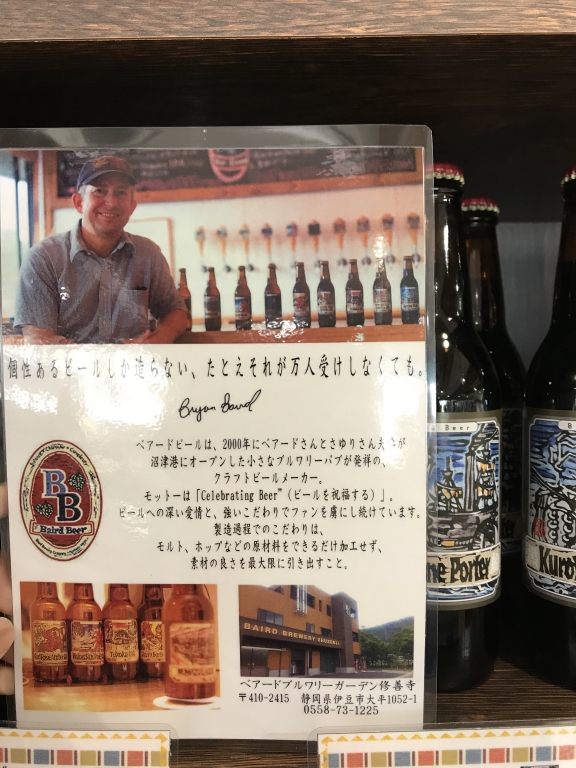 個性あるビールしか造らない、たとえそれが万人受けしなくても。
Bryan Baird
ベアードビールは、2000年にベアードさんとさゆりさん夫妻が
沼津港にオープンした小さなブルワリーパブが発祥の、
クラフトビールメーカー。
モットーは「Celebrating Beer”（ビールを祝福する）」。
ビールへの深い愛情と、強いこだわりでファンを虜にし続けています。
製造過程でのこだわりは、
モルト、ホップなどの原材料をできるだけ加工せず、
素材の良さを最大限に引き出すこと。
BB
Baird Beer
BAIRD BREWERY GARDENS
ベアードブルワリーガーデン修善寺
〒410-2415 静岡県伊豆市大平1052-1
0558-73-1225
Beer
ne Porter
B
Kuro